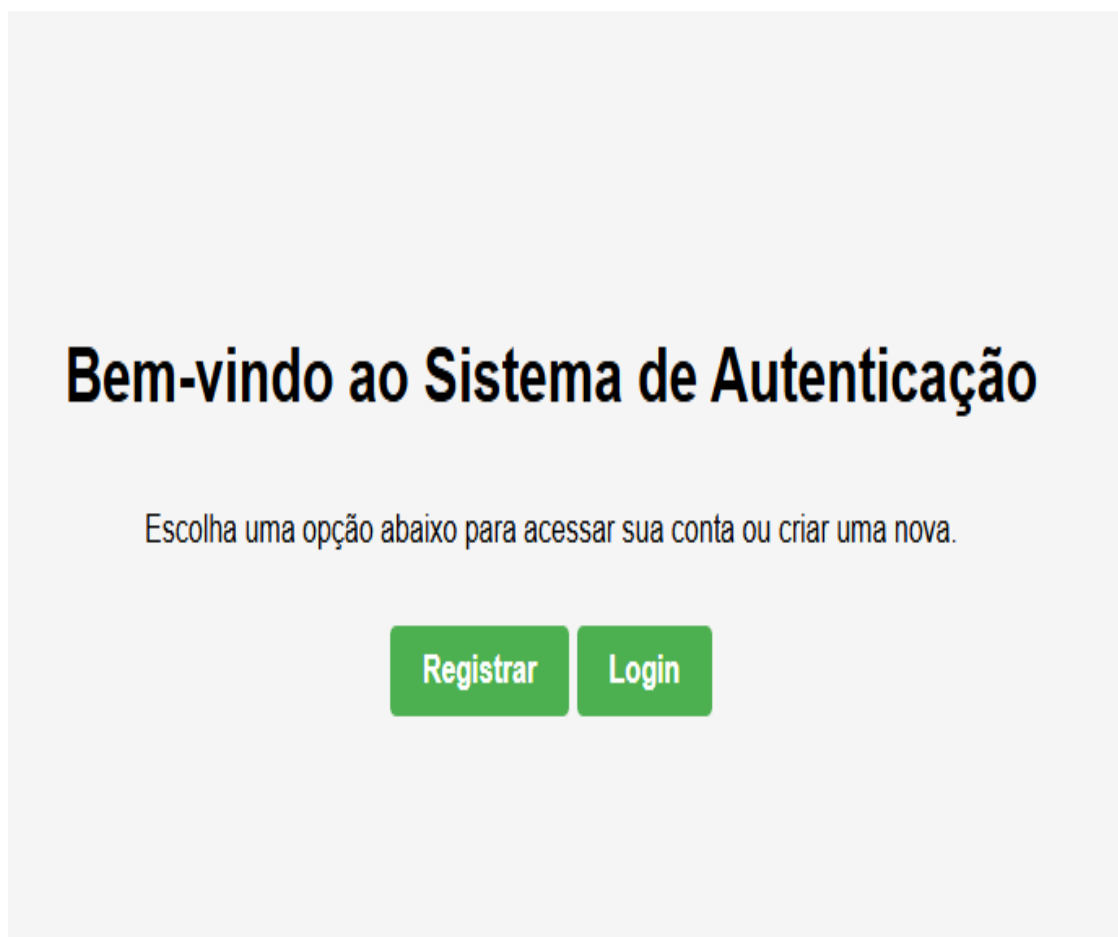 Bem-vindo ao Sistema de Autenticação
Escolha uma opção abaixo para acessar sua conta ou criar uma nova.
Registrar Login